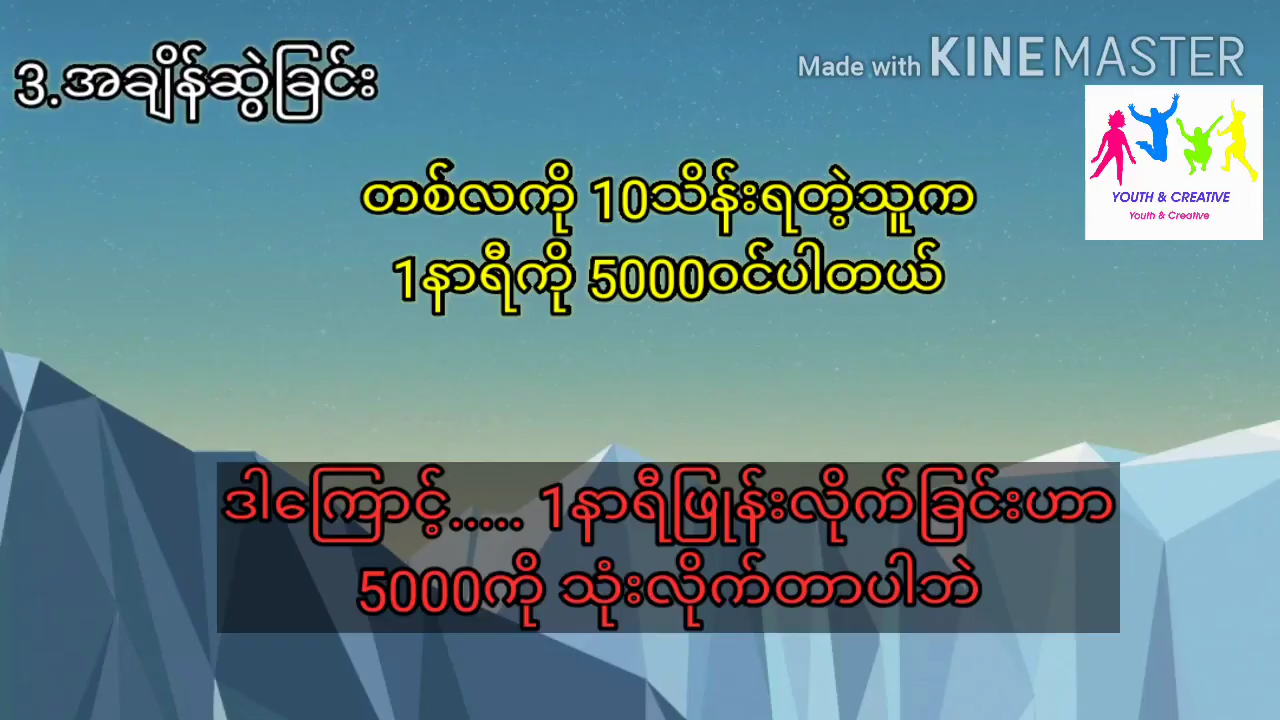 3.အချိန်ဆွဲခြင်း
Made with KINEMASTER
YOUTH & CREATIVE
Youth & Creative
တစ်လကို 10သိန်းရတဲ့သူက
1နာရီကို 5000ဝင်ပါတယ်
ဒါကြောင့်..... 1နာရီဖြုန်းလိုက်ခြင်းဟာ
5000ကို သုံးလိုက်တာပါဘဲ